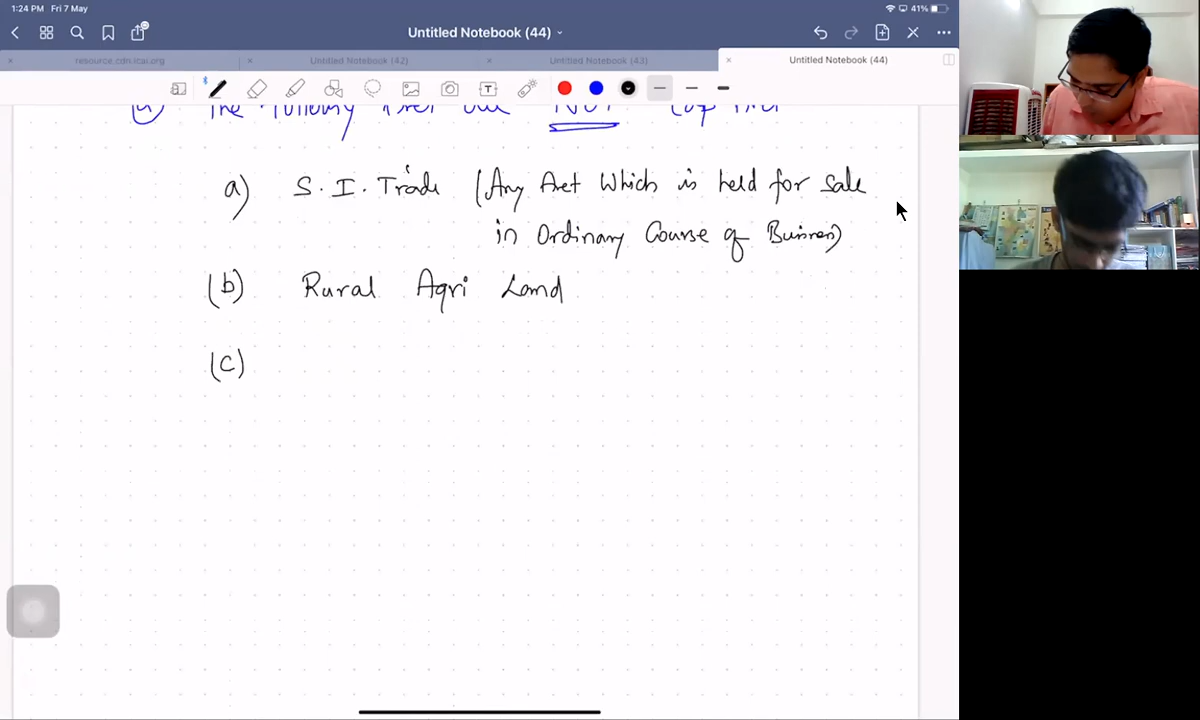 1:24 PM Fri 7 May
41%
Untitled Notebook (44)
resource.cdn.icai.org
Untitled Notebook (42)
Untitled Notebook (43)
Untitled Notebook (44)
The following NOT
a) S.I. Trade (Any Asset Which is held for sale
in Ordinary Course of Business)
(b) Rural Agri Land
(c)